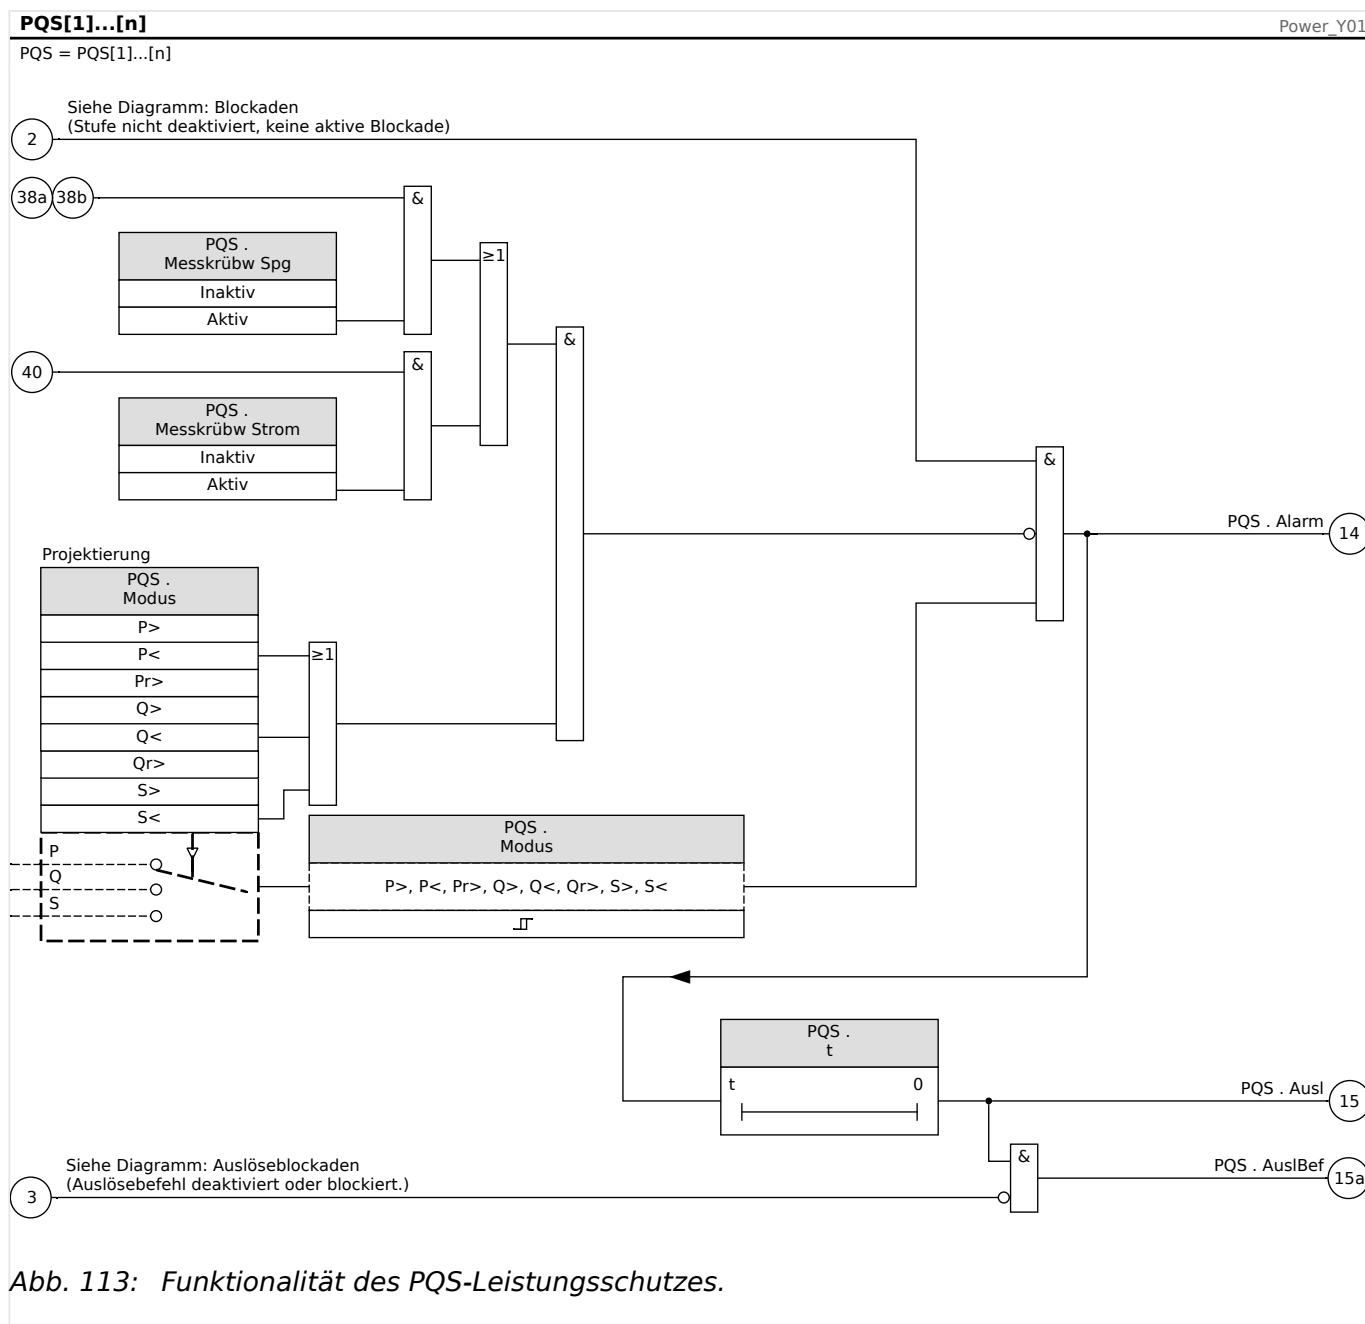 PQS[1]...[n]
Power_Y01
PQS = PQS[1]...[n]
Siehe Diagramm: Blockaden
(Stufe nicht deaktiviert, keine aktive Blockade)
2
38a 38b
&
PQS .
Messkrübw Spg
Inaktiv
Aktiv
≥1
40
&
PQS .
Messkrübw Strom
Inaktiv
Aktiv
&
&
PQS . Alarm
14
Projektierung
PQS .
Modus
P>
P<
Pr>
Q>
Q<
Qr>
S>
S<
≥1
P
Q
S
PQS .
Modus
P>, P<, Pr>, Q>, Q<, Qr>, S>, S<
PQS .
t
t 0
PQS . Ausl
15
Siehe Diagramm: Auslöseblockaden
(Auslösebefehl deaktiviert oder blockiert.)
3
&
PQS . AuslBef
15a
Abb. 113: Funktionalität des PQS-Leistungsschutzes.